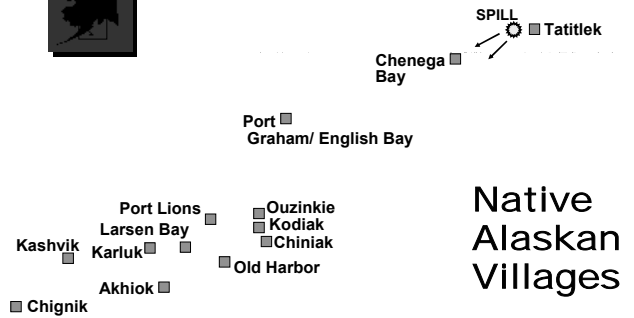 SPILL
Tatitlek
Chenega
Bay
Port
Graham/ English Bay
Native
Alaskan
Villages
Port Lions
Ouzinkie
Larsen Bay
Kodiak
Kashvik
Karluk
Chiniak
Old Harbor
Akhiok
Chignik